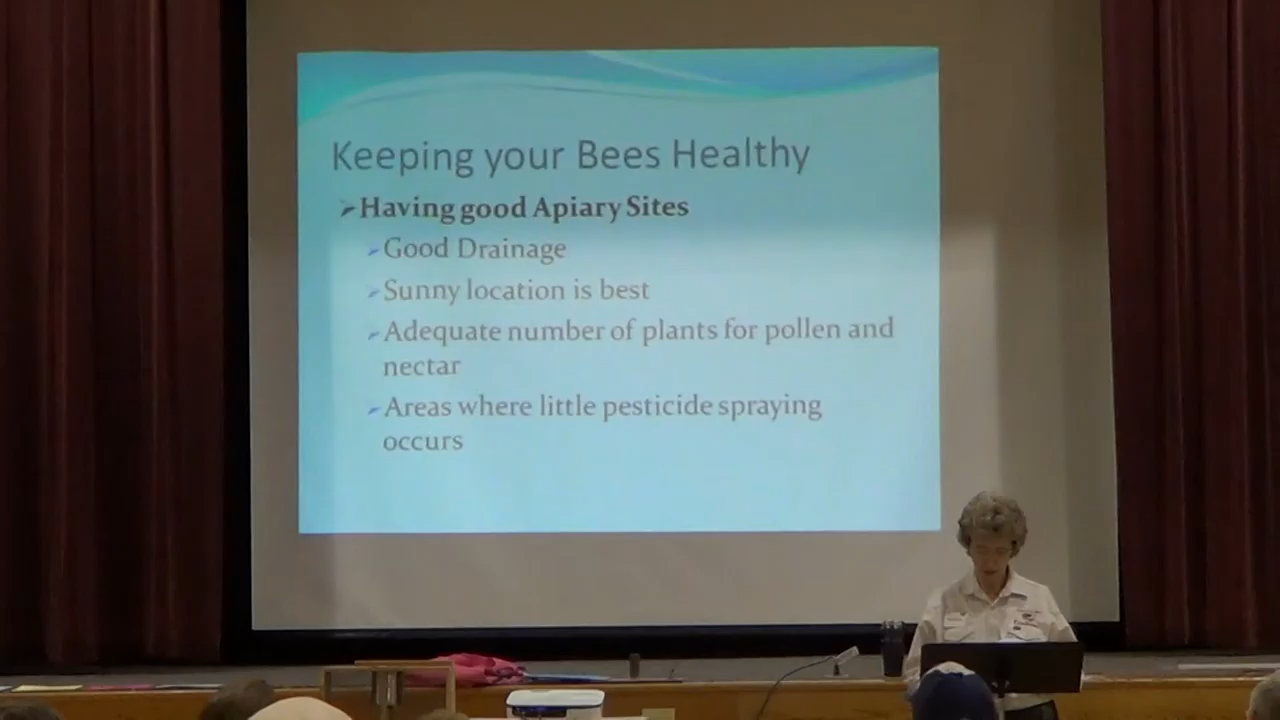 Keeping your Bees Healthy
Having good Apiary Sites
Good Drainage
Sunny location is best
Adequate number of plants for pollen and
nectar
Areas where little pesticide spraying
occurs